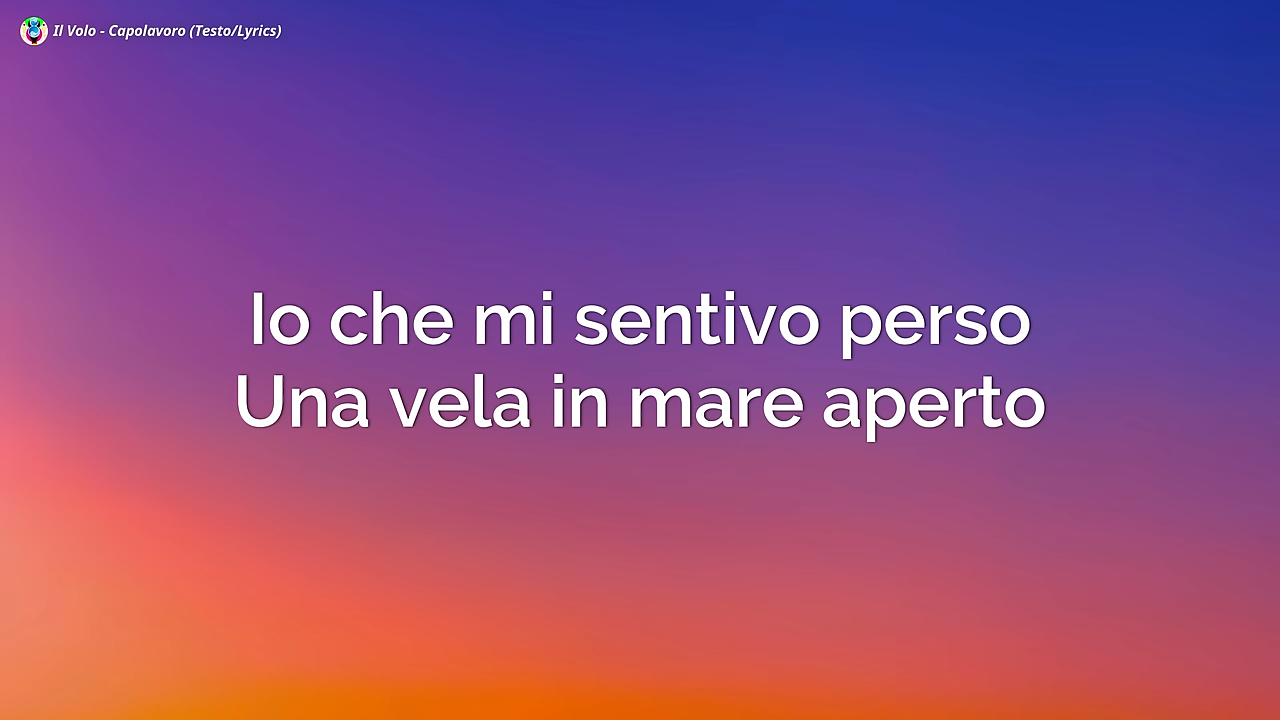 Il Volo - Capolavoro (Testo/Lyrics)
Io che mi sentivo perso
Una vela in mare aperto